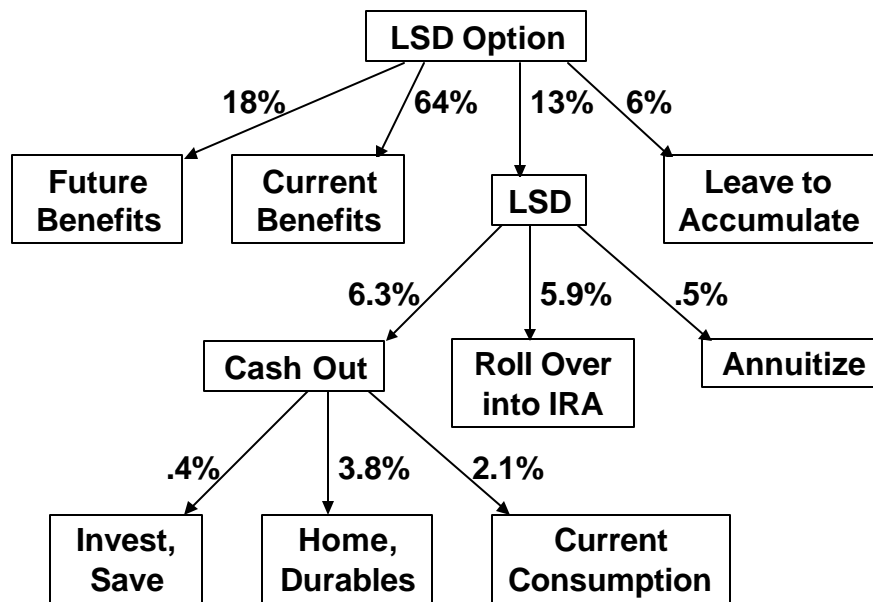 LSD Option
18%
64%
13%
6%
Future
Benefits
Current
Benefits
LSD
Leave to
Accumulate
6.3%
5.9%
.5%
Cash Out
Roll Over
into IRA
Annuitize
.4%
3.8%
2.1%
Invest,
Save
Home,
Durables
Current
Consumption